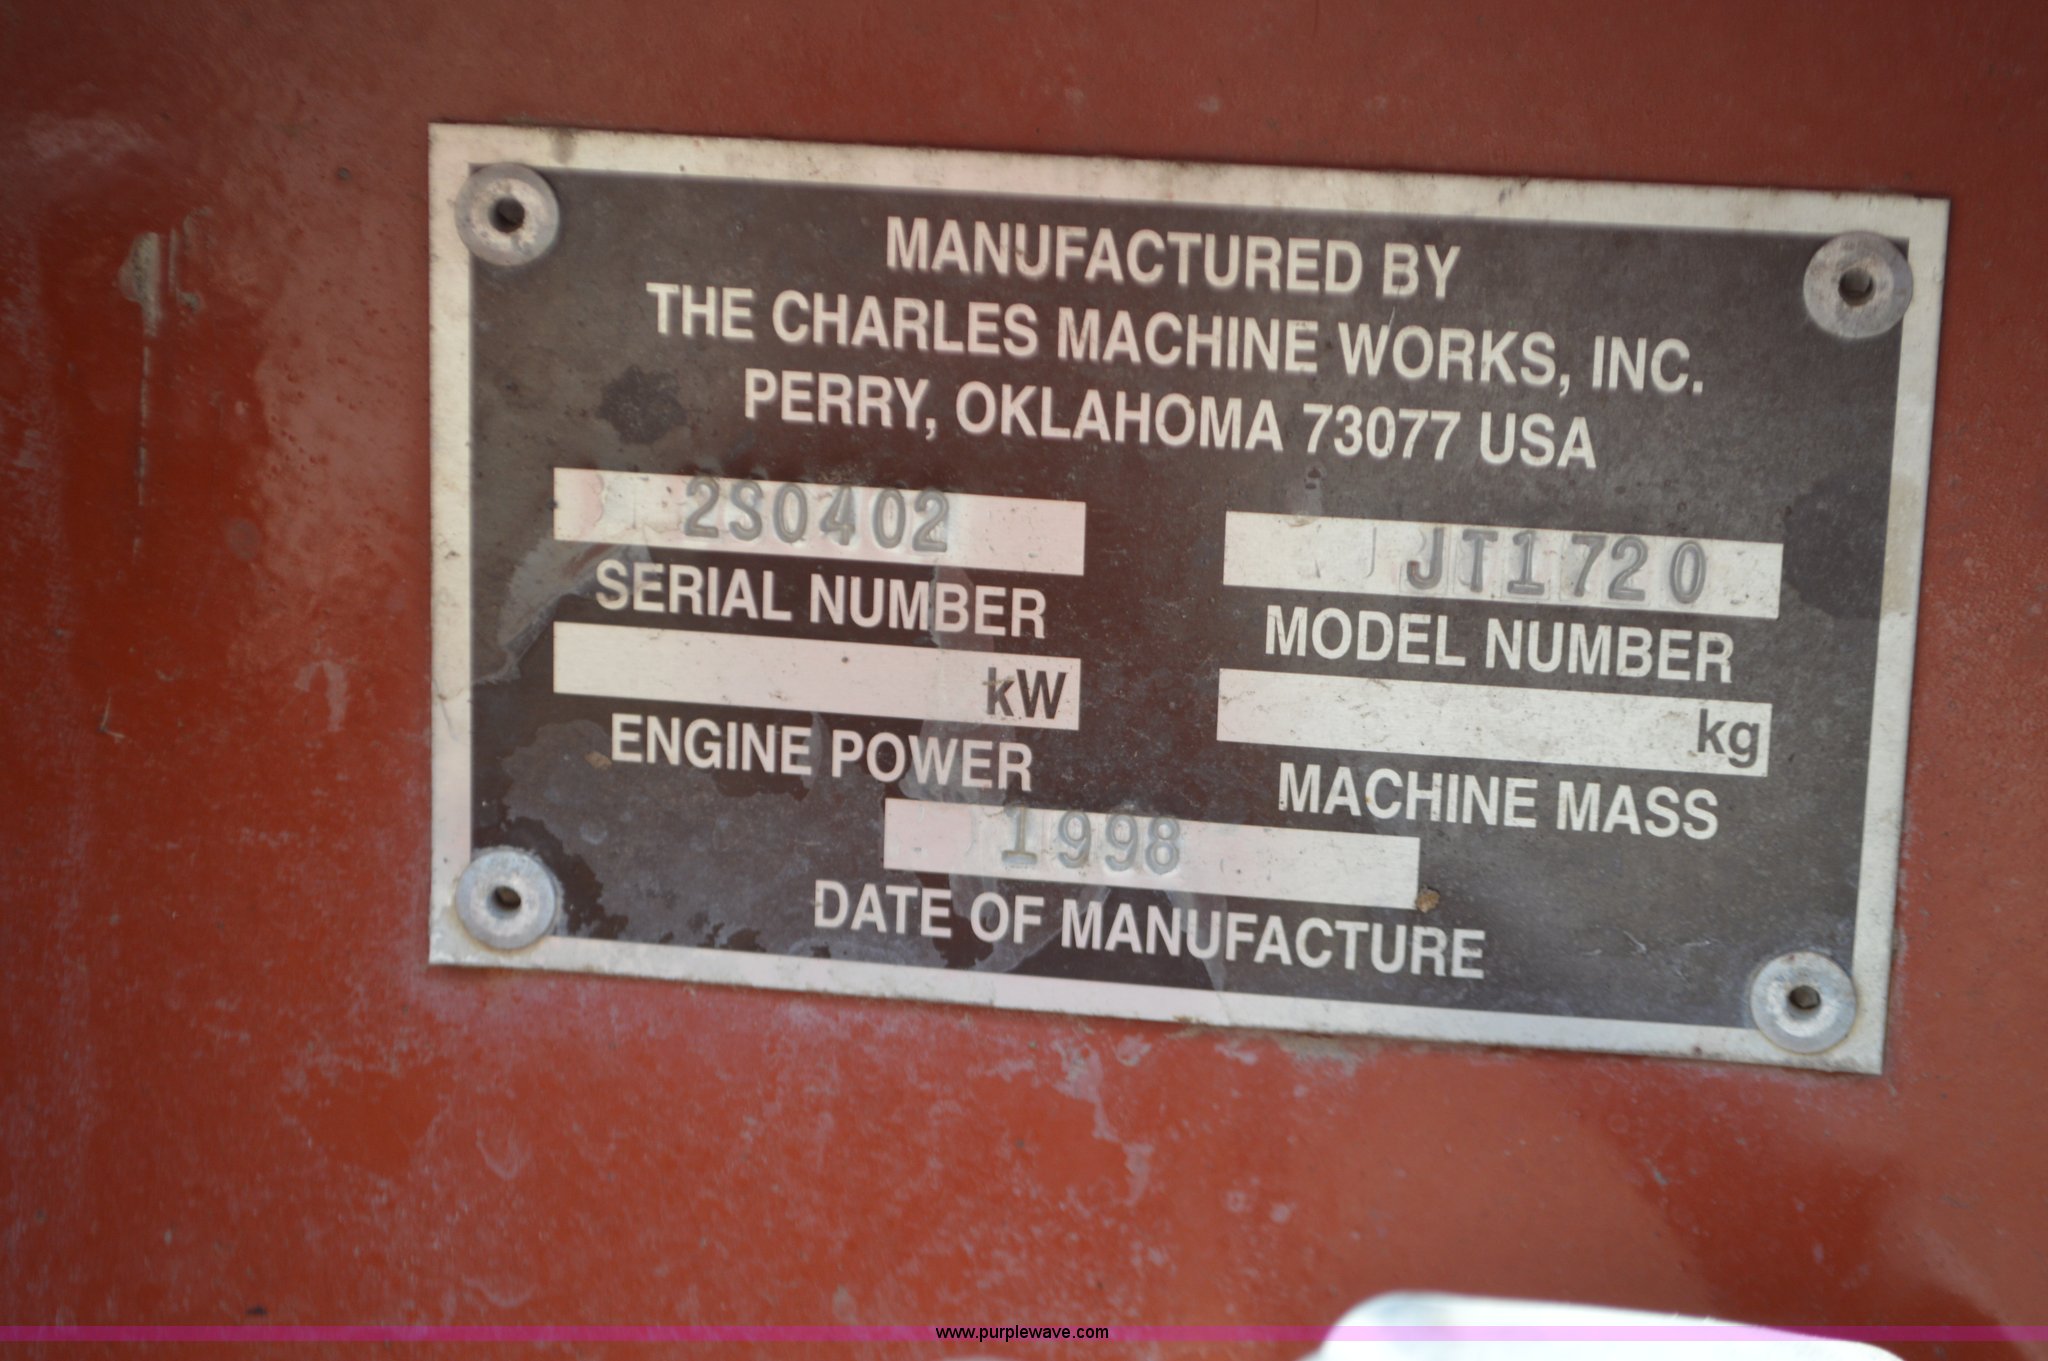 MANUFACTURED BY
THE CHARLES MACHINE WORKS, INC.
PERRY, OKLAHOMA 73077 USA
2S0402 JT1720
SERIAL NUMBER MODEL NUMBER
kW kg
ENGINE POWER MACHINE MASS
1998
DATE OF MANUFACTURE
www.purplewave.com